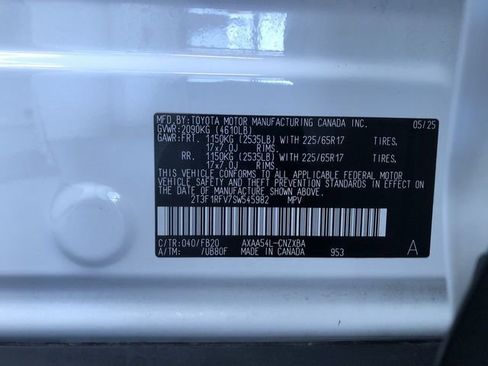 MFD.BY: TOYOTA MOTOR MANUFACTURING CANADA INC. 05/25
GVWR: 2090KG (4610LB)
GAWR: FRT. 1150KG (2535LB) WITH 225/65R17 TIRES.
17x7.0J RIMS.
RR. 1150KG (2535LB) WITH 225/65R17 TIRES.
17x7.0J RIMS.
THIS VEHICLE CONFORMS TO ALL APPLICABLE FEDERAL MOTOR
VEHICLE SAFETY AND THEFT PREVENTION STANDARDS IN EFFECT
ON THE DATE OF MANUFACTURE SHOWN ABOVE.
2T3F1RFV7SW545982 MPV
C/TR: 040/FB20 AXAA54L-CNZXBA A
A/TM: /UB80F MADE IN CANADA 953